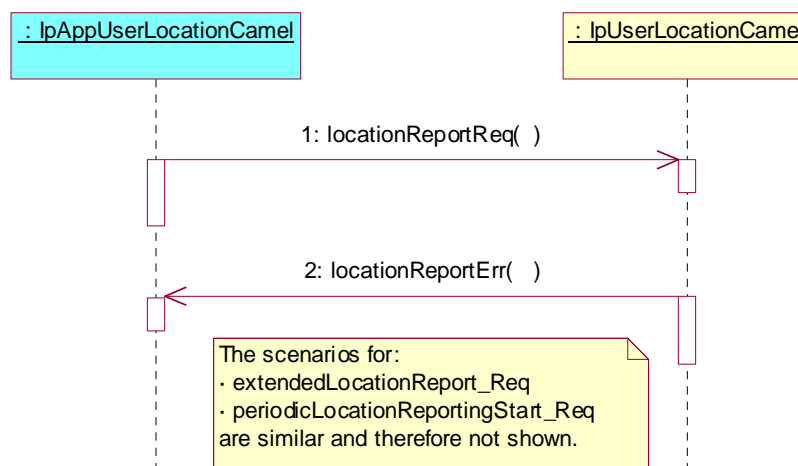 : IpAppUserLocationCamel
: IpUserLocationCame
1: locationReportReq(  )
2: locationReportErr(   )
The scenarios for:
· extendedLocationReport_Req
· periodicLocationReportingStart_Req
are similar and therefore not shown.